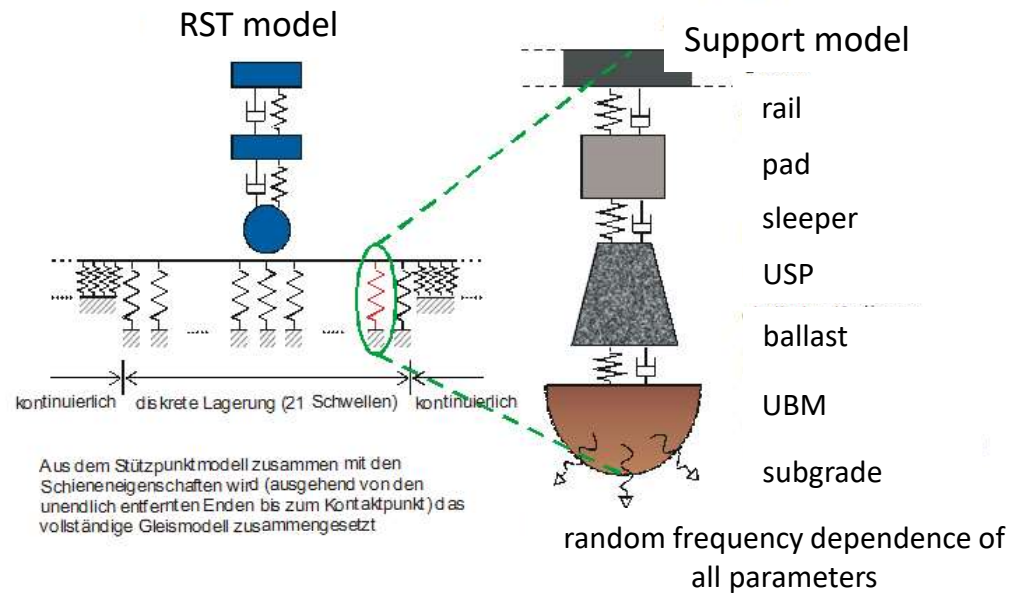 RST model
Support model
rail
pad
sleeper
USP
ballast
UBM
subgrade
kontinuierlich
diskrete Lagerung (21 Schwellen)
kontinuierlich
Aus dem Stützpunktmodell zusammen mit den
Schieneneigenschaften wird (ausgehend von den
unendlich entfernten Enden bis zum Kontaktpunkt) das
vollständige Gleismodell zusammengesetzt
random frequency dependence of
all parameters